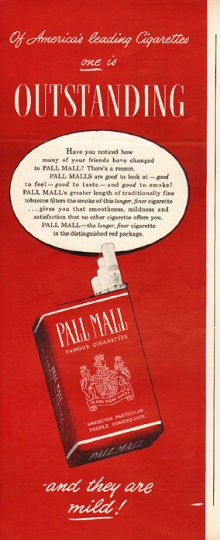 Of America's leading Cigarettes
one is
OUTSTANDING
Have you noticed how
many of your friends have changed
to PALL MALL? There's a reason.
PALL MALLS are good to look at—good
to feel—good to taste—and good to smoke!
PALL MALL's greater length of traditionally fine
tobaccos filters the smoke of this longer, finer cigarette
. . . gives you that smoothness, mildness and
satisfaction that no other cigarette offers you.
PALL MALL—the longer, finer cigarette
in the distinguished red package.
PALL MALL
FAMOUS CIGARETTES
WHEREVER PARTICULAR
PEOPLE CONGREGATE
PALL MALL
-and they are
mild!